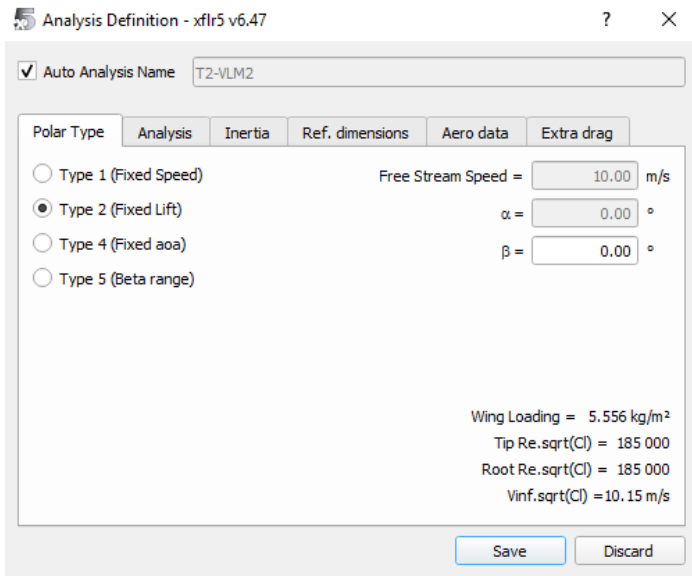 Analysis Definition - xflr5 v6.47 ?
Auto Analysis Name T2-VLM2
Polar Type Analysis Inertia Ref. dimensions Aero data Extra drag
Type 1 (Fixed Speed) Free Stream Speed = 10.00 m/s
Type 2 (Fixed Lift) α = 0.00 °
Type 4 (Fixed aoa) β = 0.00 °
Type 5 (Beta range)
Wing Loading = 5.556 kg/m²
Tip Re.sqrt(Cl) = 185 000
Root Re.sqrt(Cl) = 185 000
Vinf.sqrt(Cl) =10.15 m/s
Save Discard